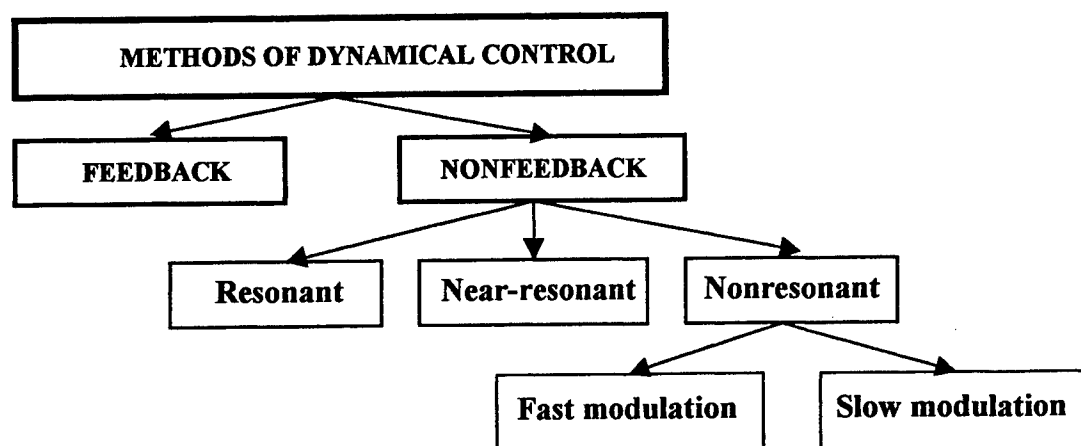 METHODS OF DYNAMICAL CONTROL
FEEDBACK
NONFEEDBACK
Resonant
Near-resonant
Nonresonant
Fast modulation
Slow modulation